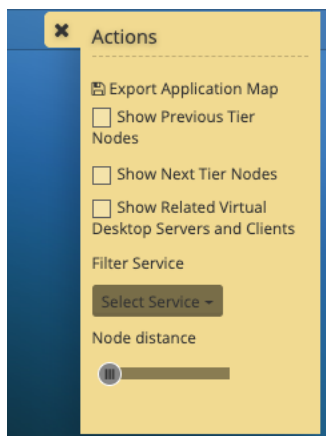 Actions
Export Application Map
Show Previous Tier
Nodes
Show Next Tier Nodes
Show Related Virtual
Desktop Servers and Clients
Filter Service
Select Service
Node distance